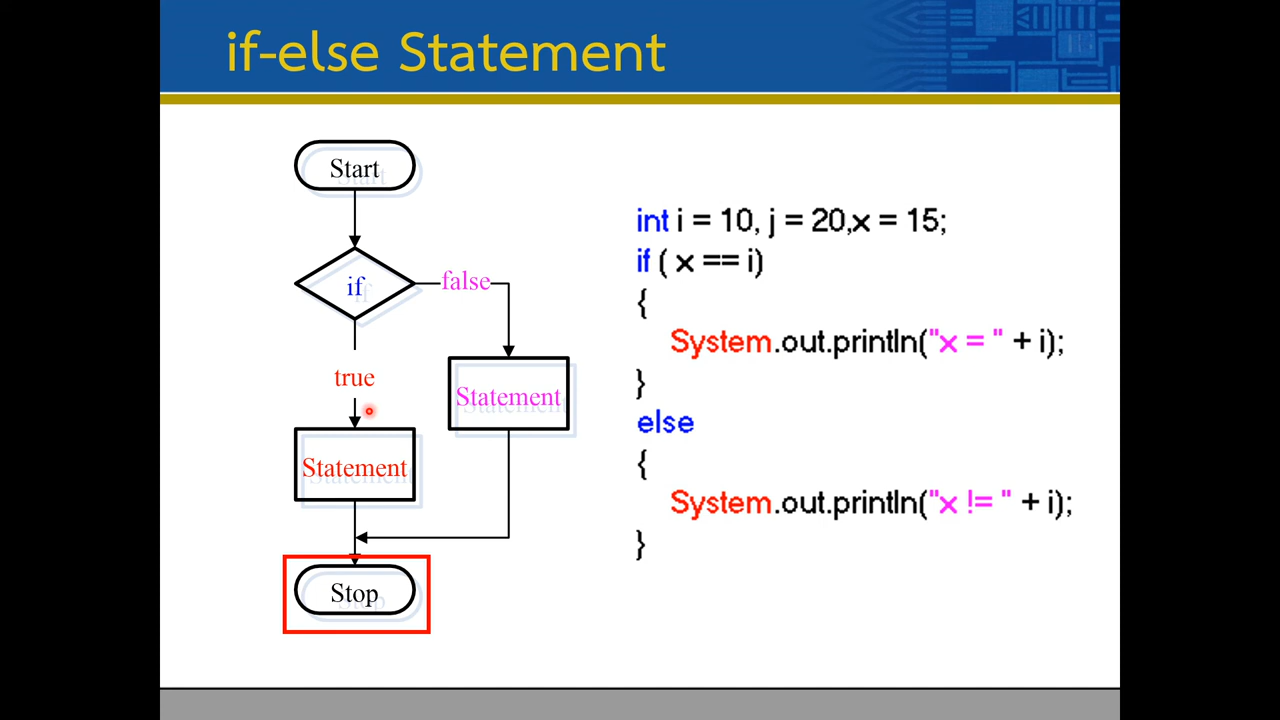 if-else Statement
Start
if
false
true
Statement
Statement
Stop
int i = 10, j = 20,x = 15;
if ( x == i)
{
System.out.println("x = " + i);
}
else
{
System.out.println("x != " + i);
}